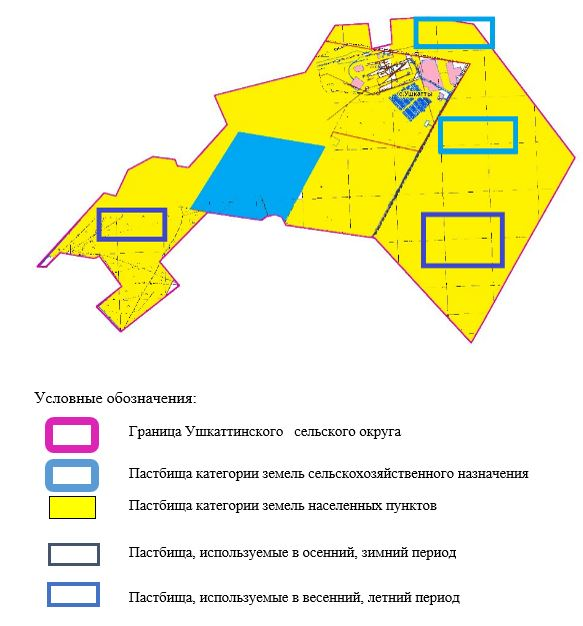 с.Ушкатты
Условные обозначения:
Граница Ушкаттинского сельского округа
Пастбища категории земель сельскохозяйственного назначения
Пастбища категории земель населенных пунктов
Пастбища, используемые в осенний, зимний период
Пастбища, используемые в весенний, летний период